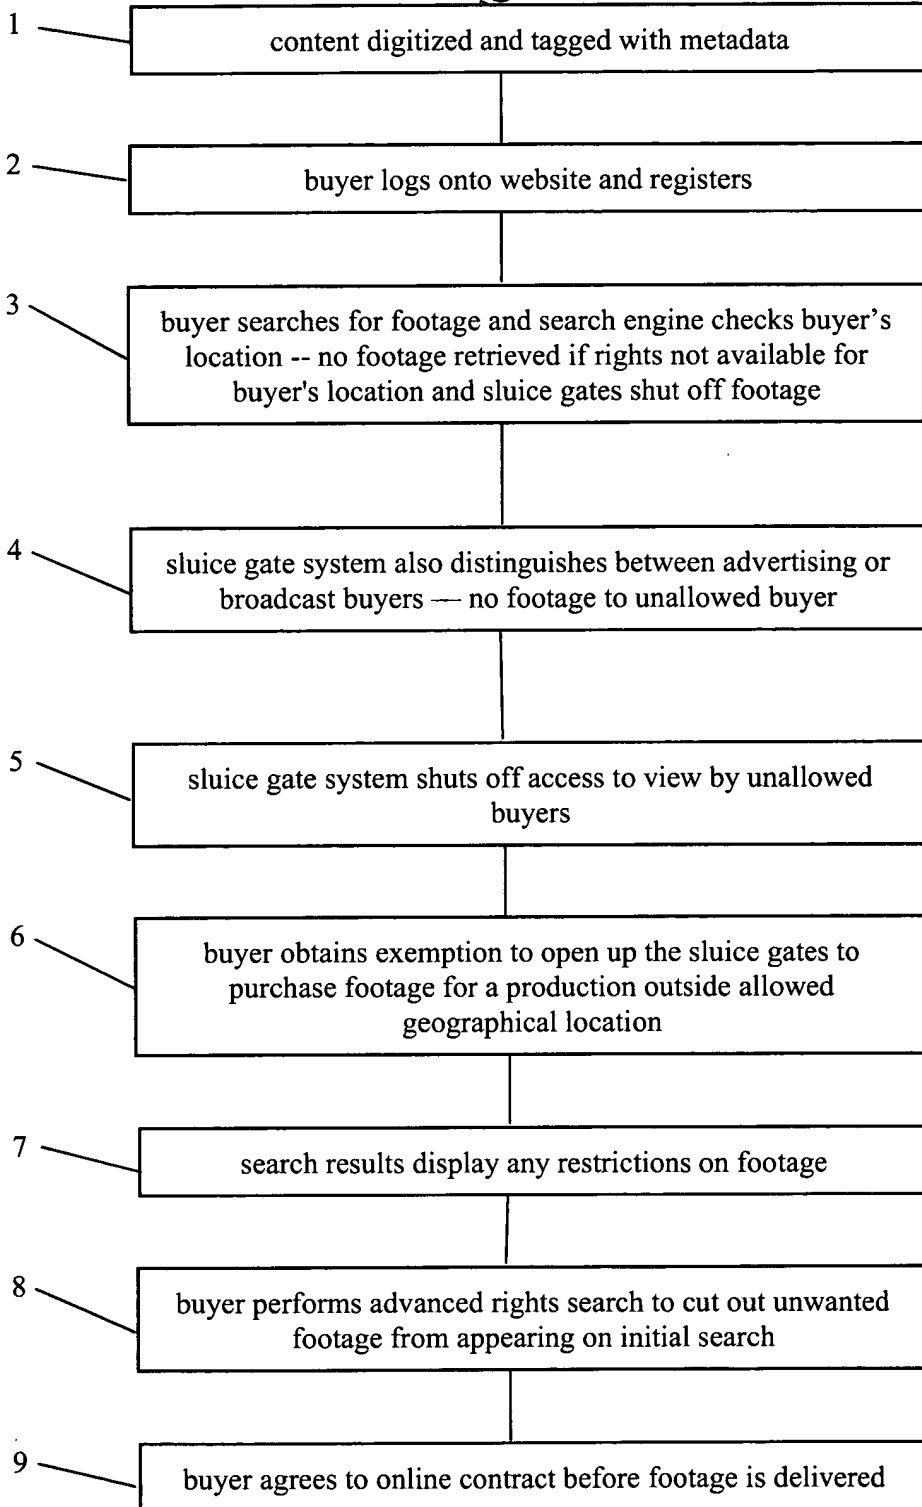 1
content digitized and tagged with metadata
2
buyer logs onto website and registers
3
buyer searches for footage and search engine checks buyer's
location -- no footage retrieved if rights not available for
buyer's location and sluice gates shut off footage
4
sluice gate system also distinguishes between advertising or
broadcast buyers — no footage to unallowed buyer
5
sluice gate system shuts off access to view by unallowed
buyers
6
buyer obtains exemption to open up the sluice gates to
purchase footage for a production outside allowed
geographical location
7
search results display any restrictions on footage
8
buyer performs advanced rights search to cut out unwanted
footage from appearing on initial search
9
buyer agrees to online contract before footage is delivered